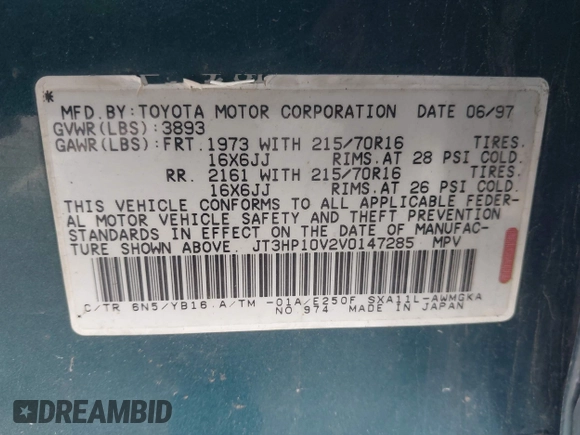 MFD. BY: TOYOTA MOTOR CORPORATION DATE 06/97
GVWR(LBS): 3893
GAWR(LBS): FRT. 1973 WITH 215/70R16 TIRES.
16X6JJ RIMS. AT 28 PSI COLD.
RR. 2161 WITH 215/70R16 TIRES.
16X6JJ RIMS. AT 26 PSI COLD.
THIS VEHICLE CONFORMS TO ALL APPLICABLE FEDER-
AL MOTOR VEHICLE SAFETY AND THEFT PREVENTION
STANDARDS IN EFFECT ON THE DATE OF MANUFAC-
TURE SHOWN ABOVE. JT3HP10V2V0147285 MPV
C/TR 6N5/YB16 A/TM -01A/E250F SXA11L-AWMGKA
NO 974 MADE IN JAPAN
DREAMBID